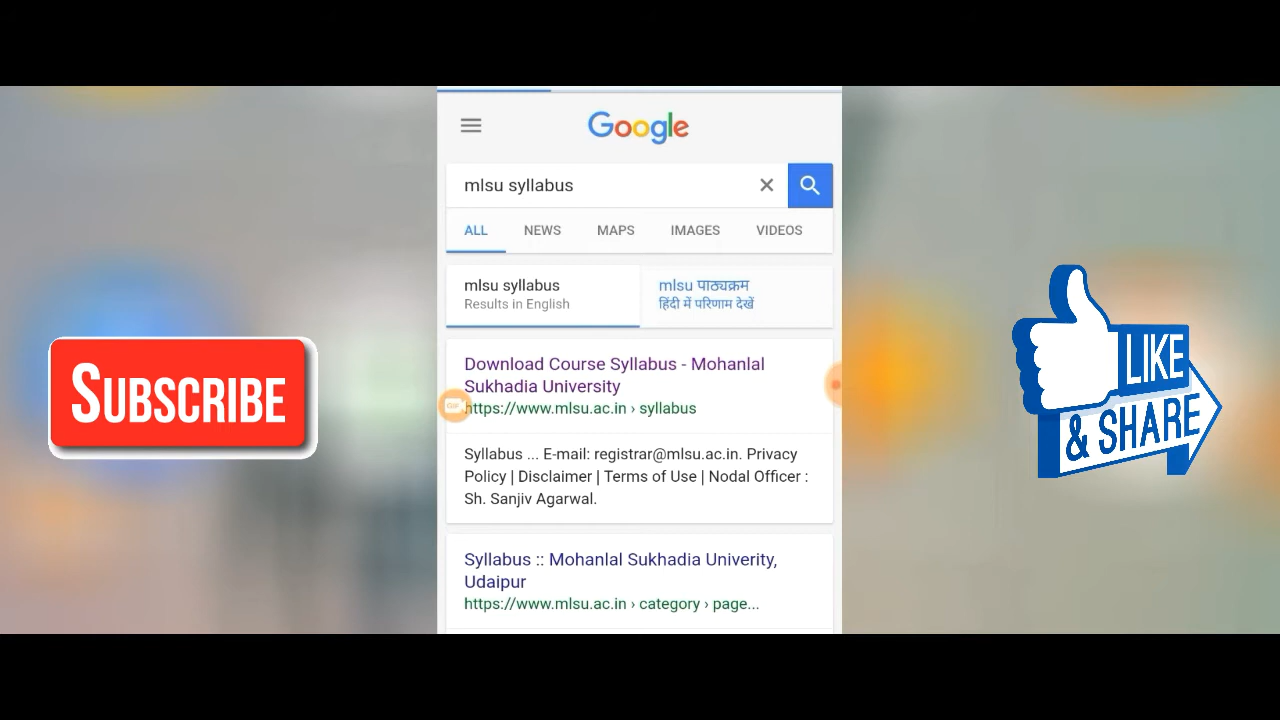 Google
mlsu syllabus
ALL NEWS MAPS IMAGES VIDEOS
mlsu syllabus
Results in English
mlsu पाठ्यक्रम
हिंदी में परिणाम देखें
Download Course Syllabus - Mohanlal
Sukhadia University
https://www.mlsu.ac.in › syllabus
Syllabus ... E-mail: registrar@mlsu.ac.in. Privacy
Policy | Disclaimer | Terms of Use | Nodal Officer :
Sh. Sanjiv Agarwal.
Syllabus :: Mohanlal Sukhadia Univerity,
Udaipur
https://www.mlsu.ac.in › category › page...
SUBSCRIBE
LIKE
& SHARE